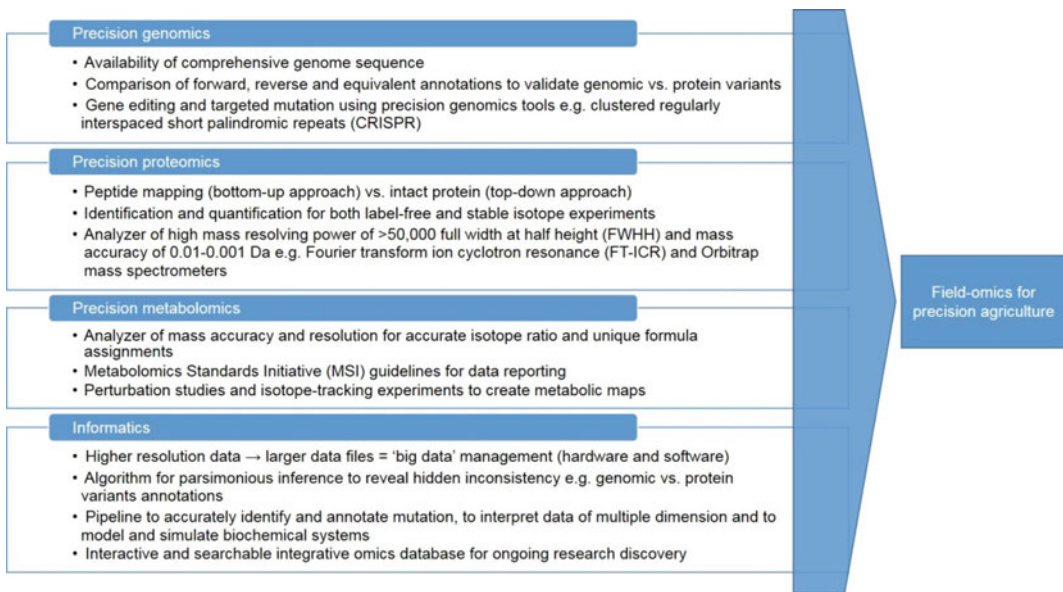 Precision genomics
• Availability of comprehensive genome sequence
• Comparison of forward, reverse and equivalent annotations to validate genomic vs. protein variants
• Gene editing and targeted mutation using precision genomics tools e.g. clustered regularly
interspaced short palindromic repeats (CRISPR)
Precision proteomics
• Peptide mapping (bottom-up approach) vs. intact protein (top-down approach)
• Identification and quantification for both label-free and stable isotope experiments
• Analyzer of high mass resolving power of >50,000 full width at half height (FWHH) and mass
accuracy of 0.01-0.001 Da e.g. Fourier transform ion cyclotron resonance (FT-ICR) and Orbitrap
mass spectrometers
Precision metabolomics
• Analyzer of mass accuracy and resolution for accurate isotope ratio and unique formula
assignments
• Metabolomics Standards Initiative (MSI) guidelines for data reporting
• Perturbation studies and isotope-tracking experiments to create metabolic maps
Informatics
• Higher resolution data → larger data files = ‘big data’ management (hardware and software)
• Algorithm for parsimonious inference to reveal hidden inconsistency e.g. genomic vs. protein
variants annotations
• Pipeline to accurately identify and annotate mutation, to interpret data of multiple dimension and to
model and simulate biochemical systems
• Interactive and searchable integrative omics database for ongoing research discovery
Field-omics for
precision agriculture